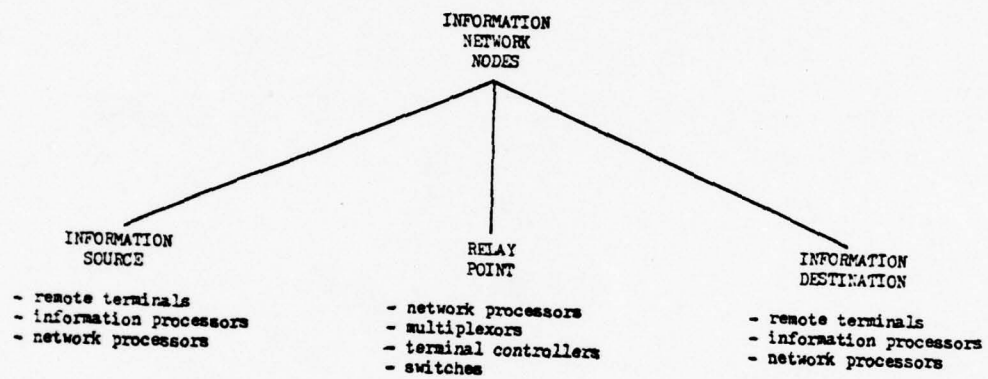 INFORMATION
NETWORK
NODES
INFORMATION
SOURCE
- remote terminals
- information processors
- network processors
RELAY
POINT
- network processors
- multiplexors
- terminal controllers
- switches
INFORMATION
DESTINATION
- remote terminals
- information processors
- network processors